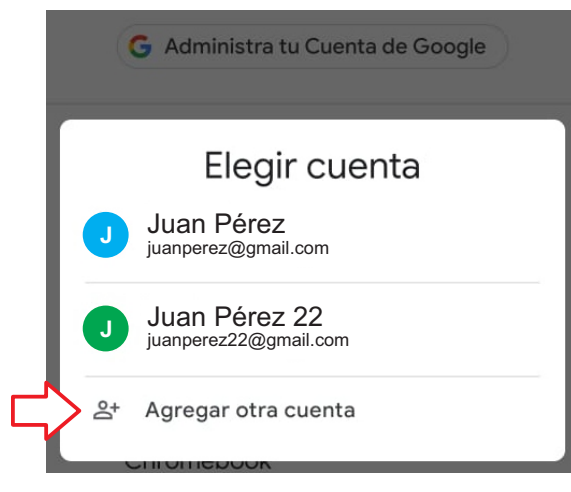 G Administra tu Cuenta de Google
Elegir cuenta
J
Juan Pérez
juanperez@gmail.com
J
Juan Pérez 22
juanperez22@gmail.com
Agregar otra cuenta
Chromebook